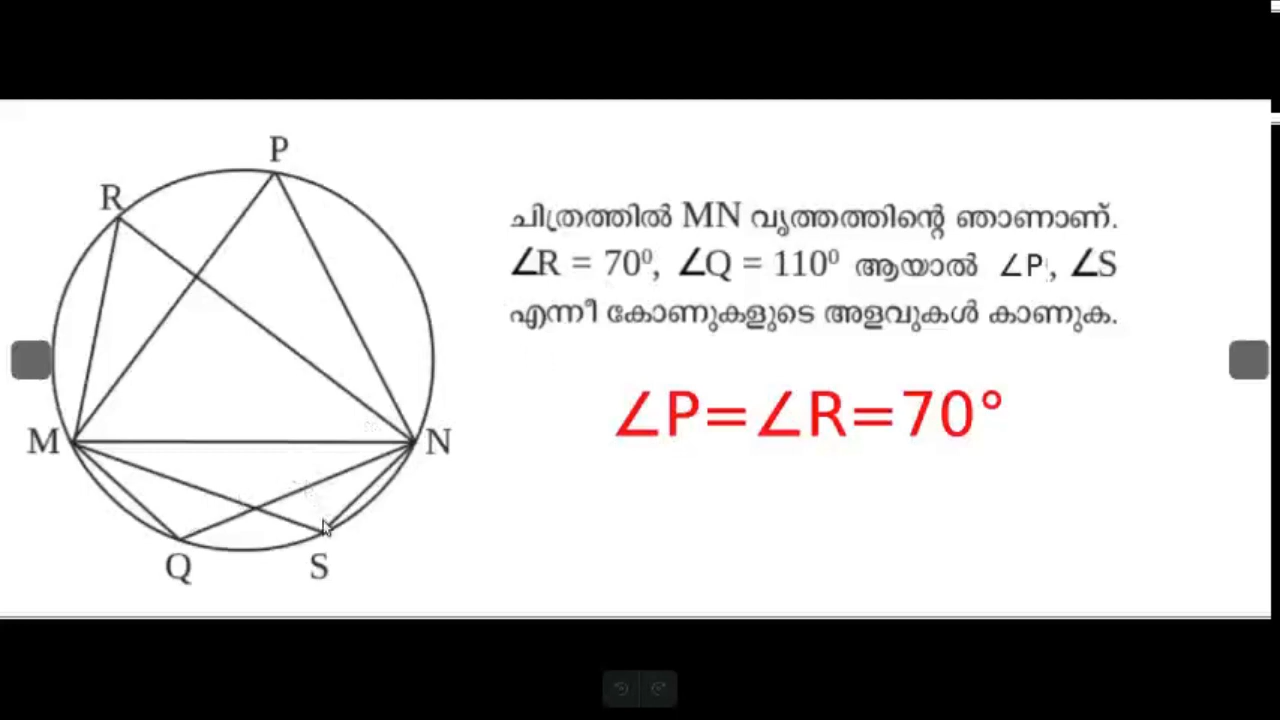 P
R
ചിത്രത്തിൽ MN വൃത്തത്തിന്റെ ഞാണാണ്.
∠R = 70⁰, ∠Q = 110⁰ ആയാൽ ∠P, ∠S
എന്നീ കോണുകളുടെ അളവുകൾ കാണുക.
∠P=∠R=70°
M
N
Q
S